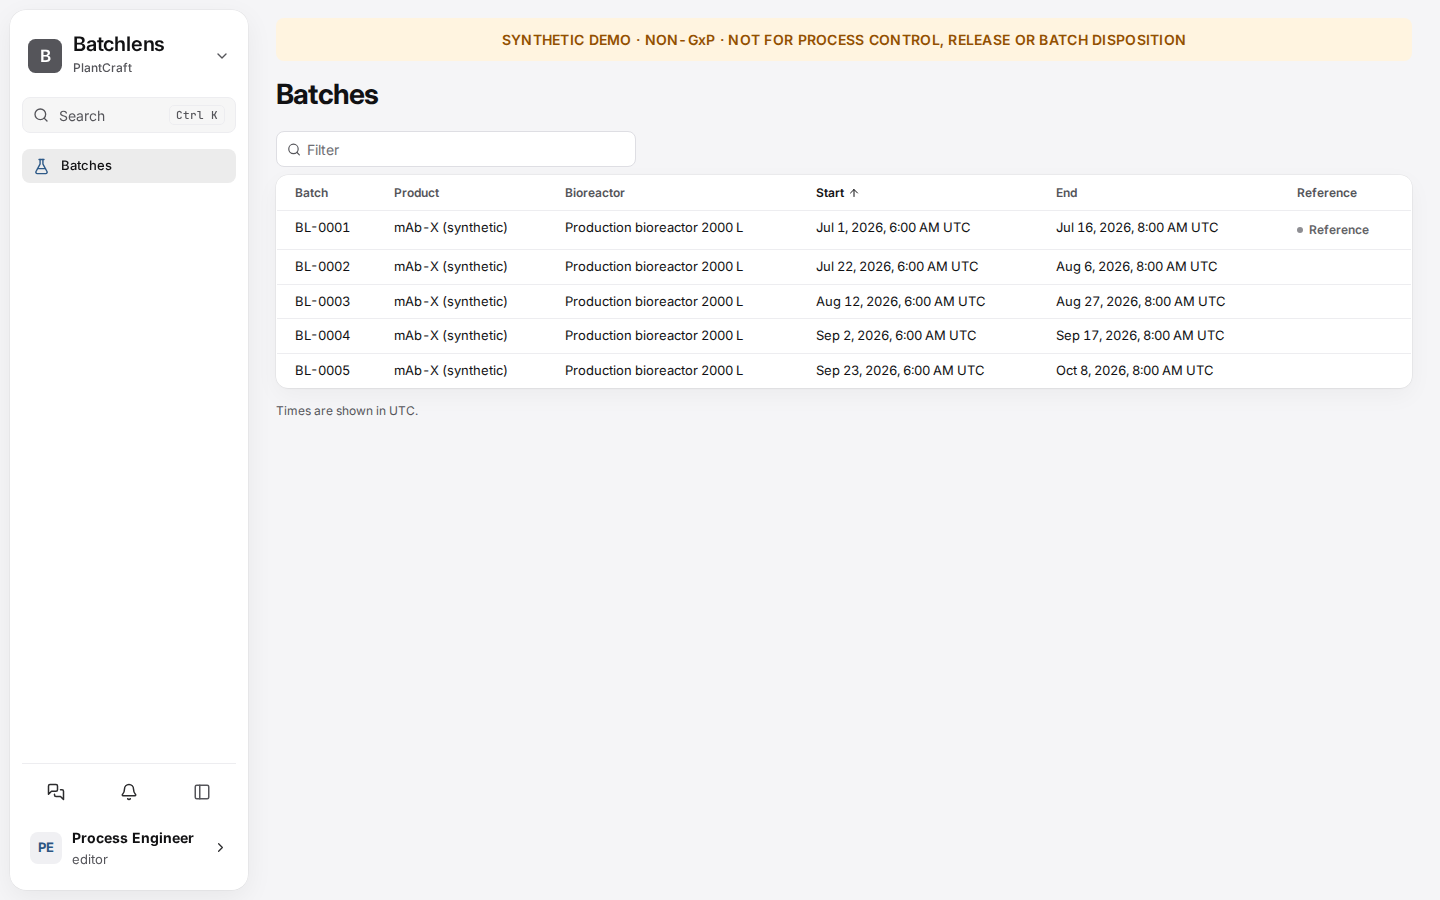 B
Batchlens
PlantCraft
Search Ctrl K
Batches
PE
Process Engineer
editor
SYNTHETIC DEMO · NON-GxP · NOT FOR PROCESS CONTROL, RELEASE OR BATCH DISPOSITION
Batches
Filter
Batch Product Bioreactor Start ↑ End Reference
BL-0001 mAb-X (synthetic) Production bioreactor 2000 L Jul 1, 2026, 6:00 AM UTC Jul 16, 2026, 8:00 AM UTC Reference
BL-0002 mAb-X (synthetic) Production bioreactor 2000 L Jul 22, 2026, 6:00 AM UTC Aug 6, 2026, 8:00 AM UTC
BL-0003 mAb-X (synthetic) Production bioreactor 2000 L Aug 12, 2026, 6:00 AM UTC Aug 27, 2026, 8:00 AM UTC
BL-0004 mAb-X (synthetic) Production bioreactor 2000 L Sep 2, 2026, 6:00 AM UTC Sep 17, 2026, 8:00 AM UTC
BL-0005 mAb-X (synthetic) Production bioreactor 2000 L Sep 23, 2026, 6:00 AM UTC Oct 8, 2026, 8:00 AM UTC
Times are shown in UTC.